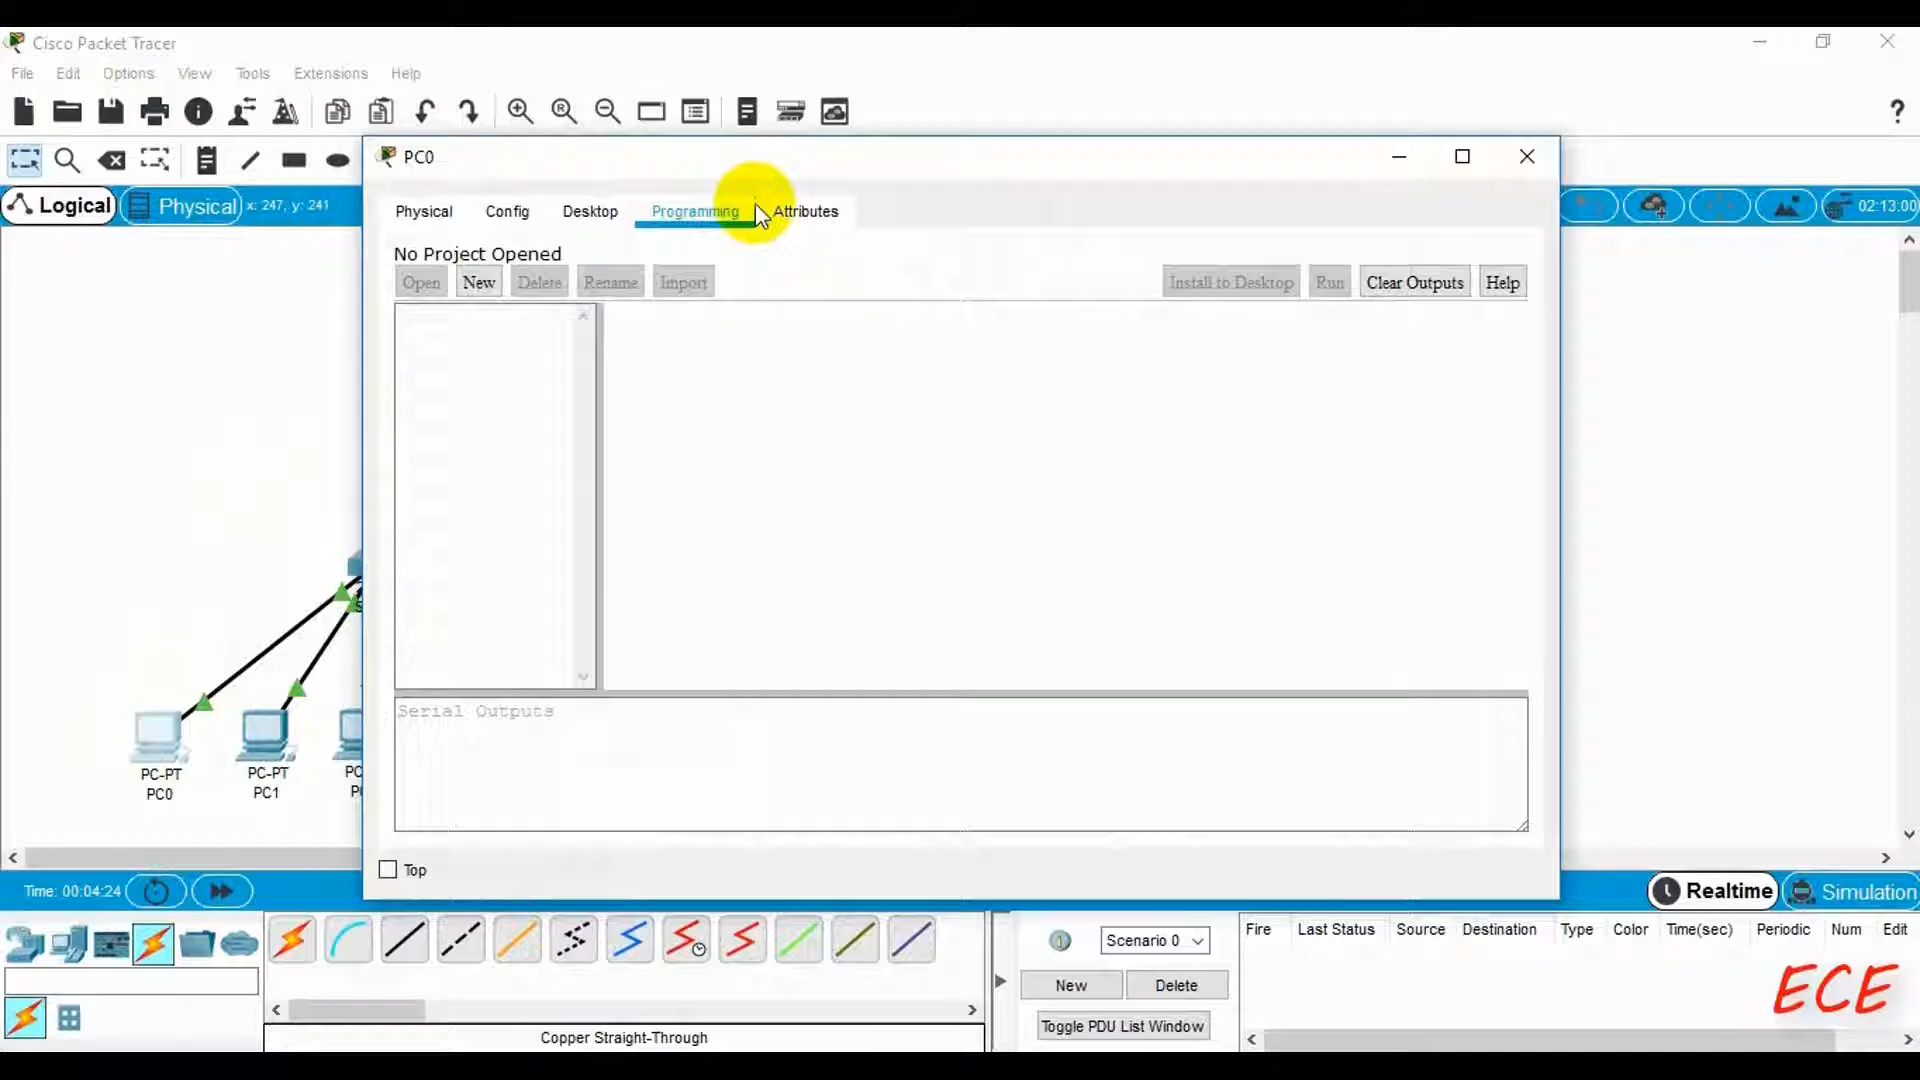 Cisco Packet Tracer
File Edit Options View Tools Extensions Help
?
PC0
Logical Physical x: 247, y: 241 02:13:00
Physical Config Desktop Programming Attributes
No Project Opened
Open New Delete Rename Import Install to Desktop Run Clear Outputs Help
Serial Outputs
PC-PT
PC0
PC-PT
PC1
Top
Time: 00:04:24 Realtime Simulation
Scenario 0
New Delete
Toggle PDU List Window
Fire Last Status Source Destination Type Color Time(sec) Periodic Num Edit
Copper Straight-Through
ECE